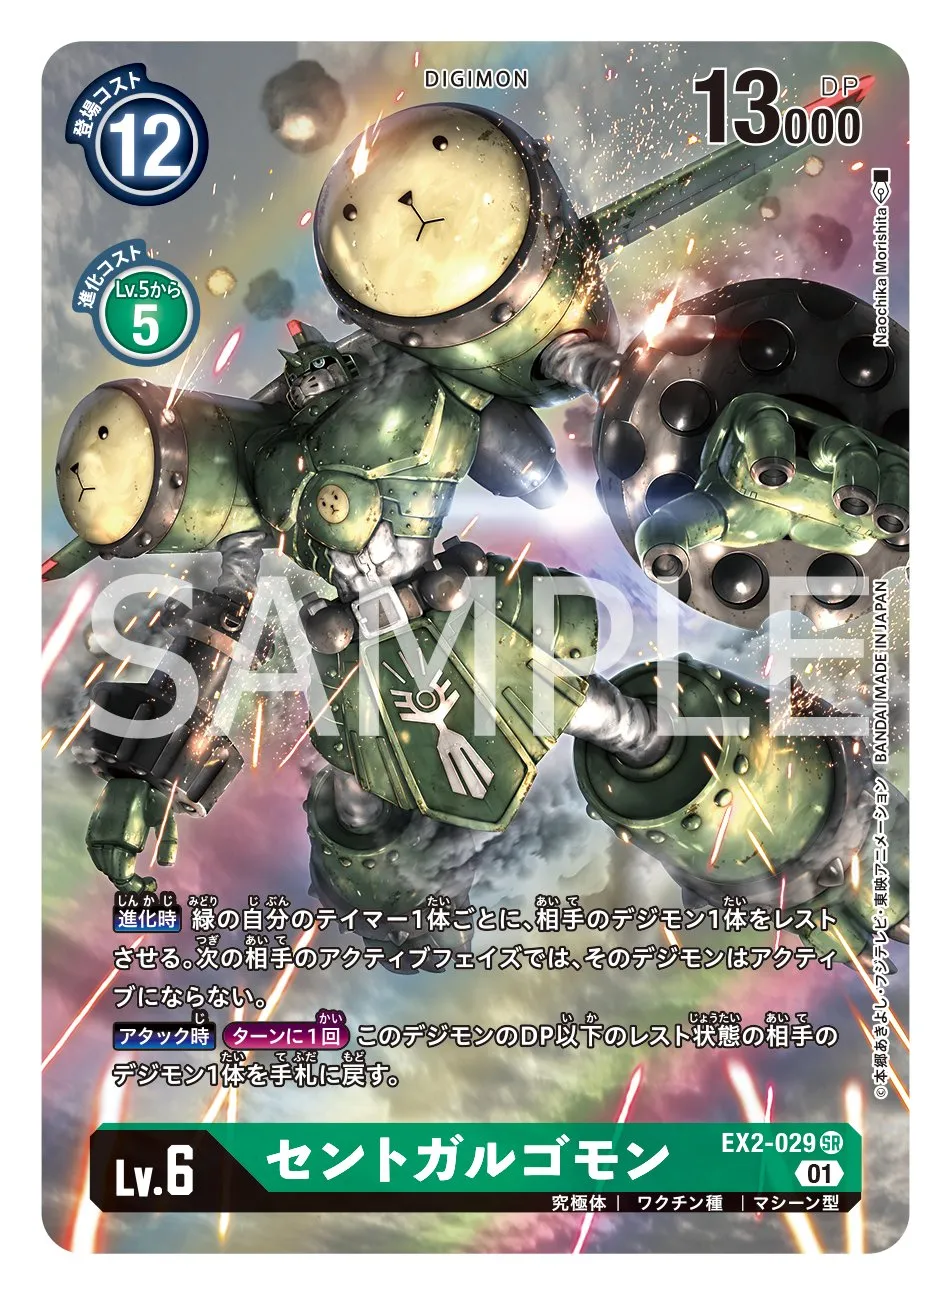 DIGIMON
登場コスト
12
DP
13000
進化コスト
Lv.5から
5
Naochika Morishita
SAMPLE
BANDAI MADE IN JAPAN
©本郷あきよし・フジテレビ・東映アニメーション
進化時 緑の自分のテイマー1体ごとに、相手のデジモン1体をレスト
させる。次の相手のアクティブフェイズでは、そのデジモンはアクティ
ブにならない。
アタック時 ターンに1回 このデジモンのDP以下のレスト状態の相手の
デジモン1体を手札に戻す。
Lv.6
セントガルゴモン
EX2-029 SR
01
究極体 | ワクチン種 | マシーン型